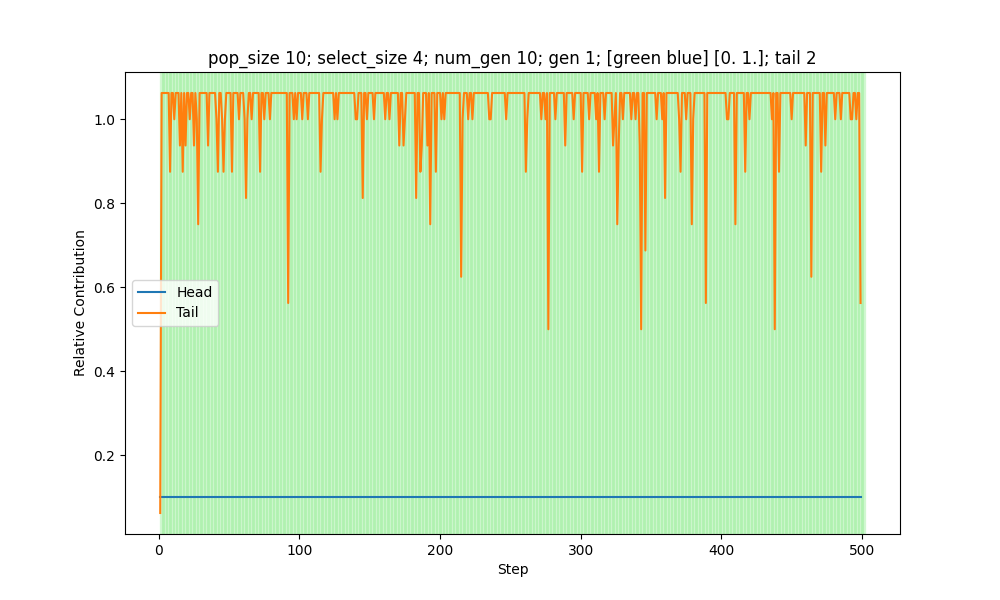 pop_size 10; select_size 4; num_gen 10; gen 1; [green blue] [0. 1.]; tail 2
Relative Contribution
1.0
0.8
0.6
0.4
0.2
Head
Tail
0
100
200
300
400
500
Step